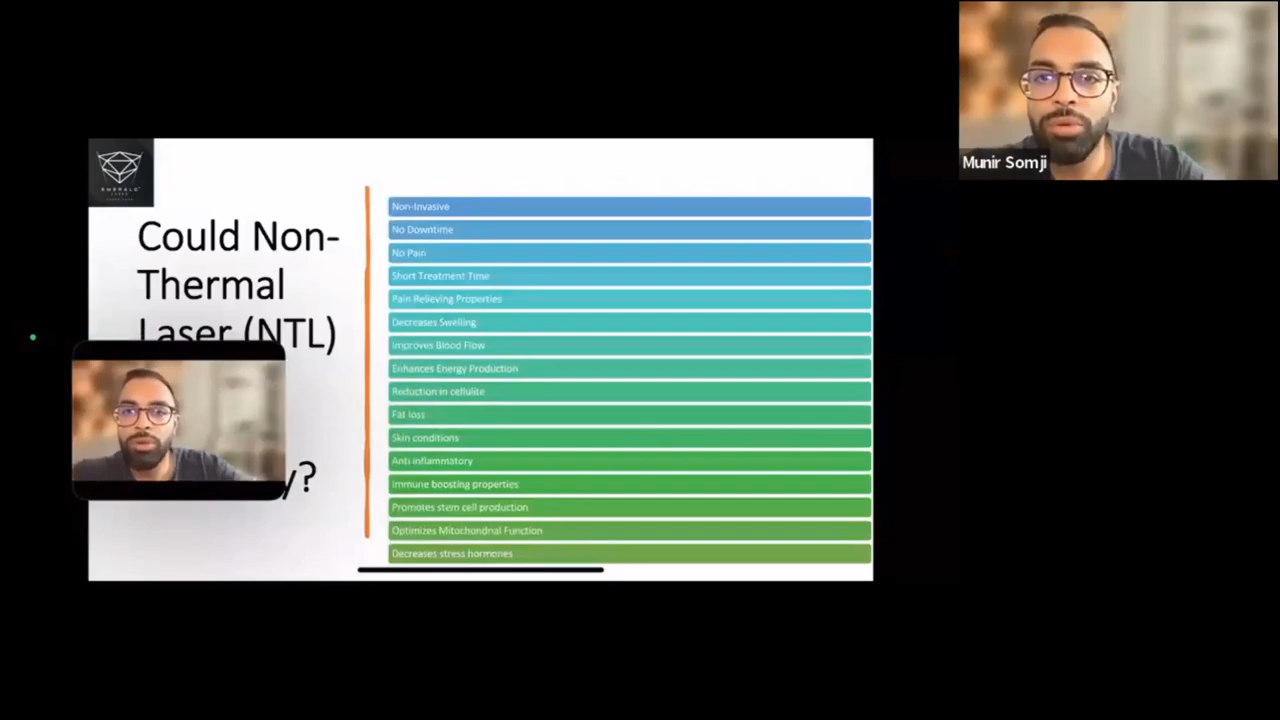 Munir Somji
EMERALD
Could Non-
Thermal
Laser (NTL)
y?
Non-Invasive
No Downtime
No Pain
Short Treatment Time
Pain Relieving Properties
Decreases Swelling
Improves Blood Flow
Enhances Energy Production
Reduction in cellulite
Fat loss
Skin conditions
Anti inflammatory
Immune boosting properties
Promotes stem cell production
Optimizes Mitochondrial Function
Decreases stress hormones